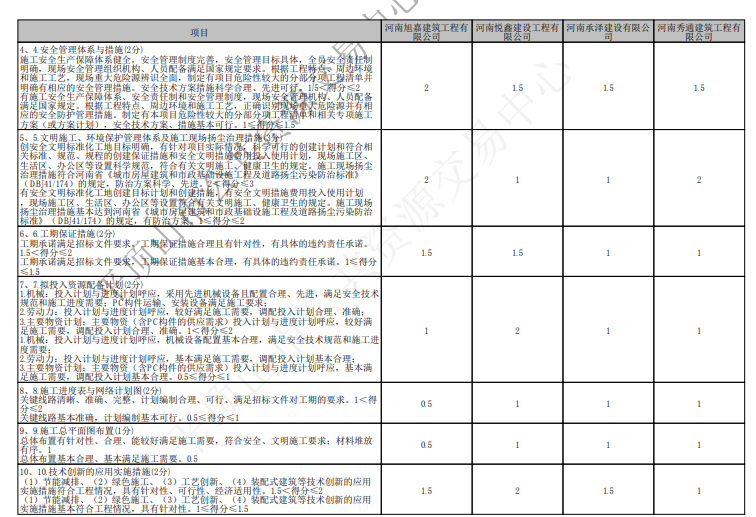 项目
河南旭嘉建筑工程有限公司
河南悦鑫建设工程有限公司
河南承泽建设有限公司
河南秀通建筑工程有限公司
4、4.安全管理体系与措施(2分)
施工安全生产保障体系健全，安全管理制度完善，安全管理目标具体，全员安全责任制
明确，现场安全管理组织机构、人员配备满足国家规定要求。根据工程特点、周边环境
和施工工艺，现场重大危险源辨识全面，制定有本项目危险性较大的分部分项工程清单并
明确有相应的安全管理措施。安全技术方案措施科学合理、先进可行。1.5<得分≤2
有施工安全生产保障体系、安全责任制和安全管理制度，现场安全管理机构、人员配备
满足国家规定。根据工程特点、周边环境和施工工艺，正确识别现场重大危险源并有相
应的安全防护管理措施。制定有本项目危险性较大的分部分项工程清单和相关专项施工
方案（或方案计划），安全技术方案、措施基本可行。1≤得分≤1.5
2
1.5
1.5
1.5
5、5.文明施工、环境保护管理体系及施工现场扬尘治理措施(3分)
创安全文明标准化工地目标明确，有针对项目实际情况，科学可行的创建计划和符合相
关标准、规范、规程的创建保证措施和安全文明措施费用投入使用计划，现场施工区、
生活区、办公区等设置科学规范，符合有关文明施工、健康卫生的规定。施工现场扬尘
治理措施符合河南省《城市房屋建筑和市政基础设施工程及道路扬尘污染防治标准》
（DBJ41/174）的规定，防治方案科学、先进。2<得分≤3
有安全文明标准化工地创建目标计划和创建措施，有安全文明措施费用投入使用计划
，现场施工区、生活区、办公区等设置符合有关文明施工、健康卫生的规定。施工现场
扬尘治理措施基本达到河南省《城市房屋建筑和市政基础设施工程及道路扬尘污染防治
标准》（DBJ41/174）的规定，有防治方案。1≤得分≤2
2
1
1
2
6、6.工期保证措施(2分)
工期承诺满足招标文件要求，工期保证措施合理且有针对性，有具体的违约责任承诺。
1.5<得分≤2
工期承诺满足招标文件要求，工期保证措施基本合理，有具体的违约责任承诺。1≤得分
≤1.5
1.5
1.5
1
1
7、7.拟投入资源配备计划(2分)
1.机械：投入计划与进度计划呼应，采用先进机械设备且配置合理、先进，满足安全技术
规范和施工进度需要；PC构件运输、安装设备满足施工要求；
2.劳动力：投入计划与进度计划呼应，较好满足施工需要，调配投入计划合理、准确；
3.主要物资计划：主要物资（含PC构件的供应需求）投入计划与进度计划呼应，较好满
足施工需要，调配投入计划合理、准确。1<得分≤2
1.机械：投入计划与进度计划呼应，机械设备配置基本合理，满足安全技术规范和施工进
度需要；
2.劳动力：投入计划与进度计划呼应，基本满足施工需要，调配投入计划基本合理；
3.主要物资计划：主要物资（含PC构件的供应需求）投入计划与进度计划呼应，基本满
足施工需要，调配投入计划基本合理。0.5≤得分≤1
1
2
1
1
8、8.施工进度表与网络计划图(2分)
关键线路清晰、准确、完整、计划编制合理、可行、满足招标文件对工期的要求。1<得
分≤2
关键线路基本准确，计划编制基本可行。0.5≤得分≤1
0.5
1
1
1
9、9.施工总平面图布置(1分)
总体布置有针对性、合理、能较好满足施工需要，符合安全、文明施工要求；材料堆放
有序。1
总体布置基本合理、基本满足施工需要。0.5
0.5
1
1
1
10、10.技术创新的应用实施措施(2分)
（1）节能减排、（2）绿色施工、（3）工艺创新、（4）装配式建筑等技术创新的应用
实施措施符合工程情况，具有针对性、可行性、经济适用性。1.5<得分≤2
（1）节能减排、（2）绿色施工、（3）工艺创新、（4）装配式建筑等技术创新的应用
实施措施基本符合工程情况，具有针对性。1≤得分≤1.5
1.5
2
1.5
1